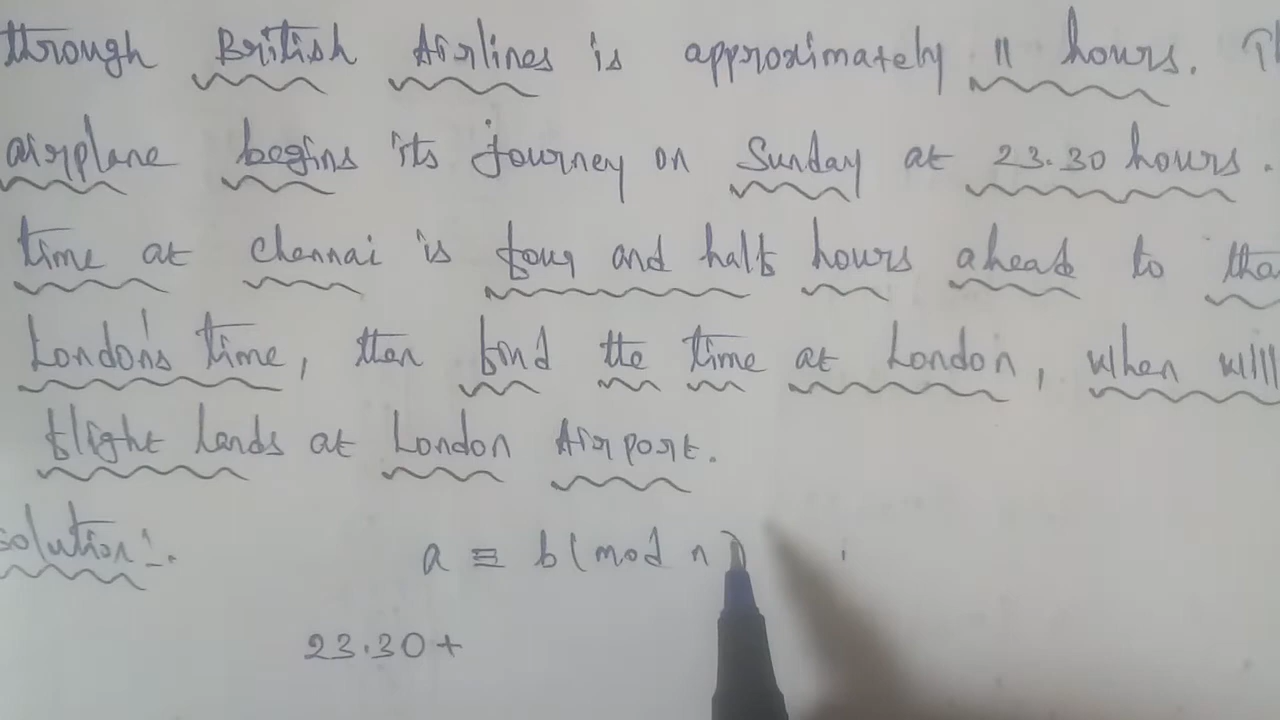 through British Airlines is approximately 11 hours.
airplane begins its journey on Sunday at 23.30 hours.
time at chennai is four and half hours ahead to
London's time, then find the time at London, when will
flight lands at London Airport.
solution:.
a ≡ b (mod n)
23.30 +